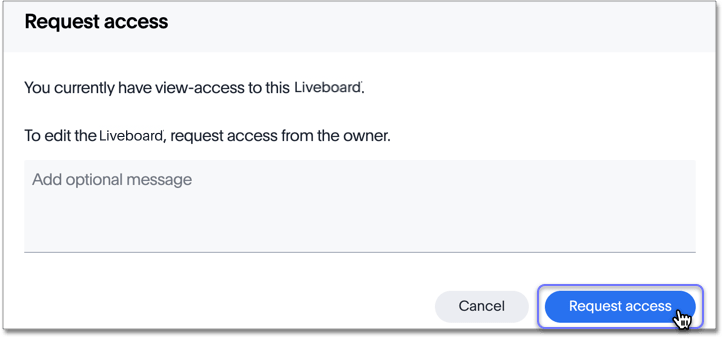 Request access
You currently have view-access to this Liveboard.
To edit the Liveboard, request access from the owner.
Add optional message
Cancel
Request access